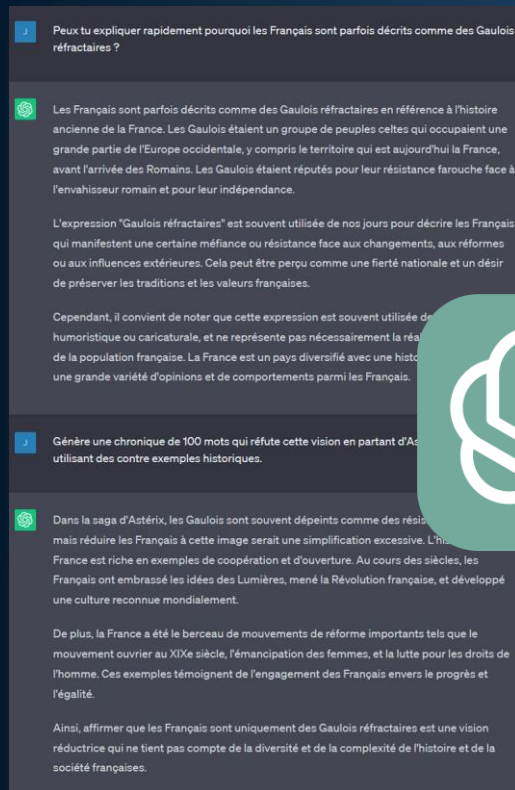 J
Peux tu expliquer rapidement pourquoi les Français sont parfois décrits comme des Gaulois
réfractaires ?
Les Français sont parfois décrits comme des Gaulois réfractaires en référence à l'histoire
ancienne de la France. Les Gaulois étaient un groupe de peuples celtes qui occupaient une
grande partie de l'Europe occidentale, y compris le territoire qui est aujourd'hui la France,
avant l'arrivée des Romains. Les Gaulois étaient réputés pour leur résistance farouche face à
l'envahisseur romain et pour leur indépendance.
L'expression "Gaulois réfractaires" est souvent utilisée de nos jours pour décrire les Français
qui manifestent une certaine méfiance ou résistance face aux changements, aux réformes
ou aux influences extérieures. Cela peut être perçu comme une fierté nationale et un désir
de préserver les traditions et les valeurs françaises.
Cependant, il convient de noter que cette expression est souvent utilisée
humoristique ou caricaturale, et ne représente pas nécessairement la
de la population française. La France est un pays diversifié avec une
une grande variété d'opinions et de comportements parmi les Français.
J
Génère une chronique de 100 mots qui réfute cette vision en partant
utilisant des contre exemples historiques.
Dans la saga d'Astérix, les Gaulois sont souvent dépeints comme des
mais réduire les Français à cette image serait une simplification excessive.
France est riche en exemples de coopération et d'ouverture. Au cours des siècles, les
Français ont embrassé les idées des Lumières, mené la Révolution française, et développé
une culture reconnue mondialement.
De plus, la France a été le berceau de mouvements de réforme importants tels que le
mouvement ouvrier au XIXe siècle, l'émancipation des femmes, et la lutte pour les droits de
l'homme. Ces exemples témoignent de l'engagement des Français envers le progrès et
l'égalité.
Ainsi, affirmer que les Français sont uniquement des Gaulois réfractaires est une vision
réductrice qui ne tient pas compte de la diversité et de la complexité de l'histoire et de la
société françaises.